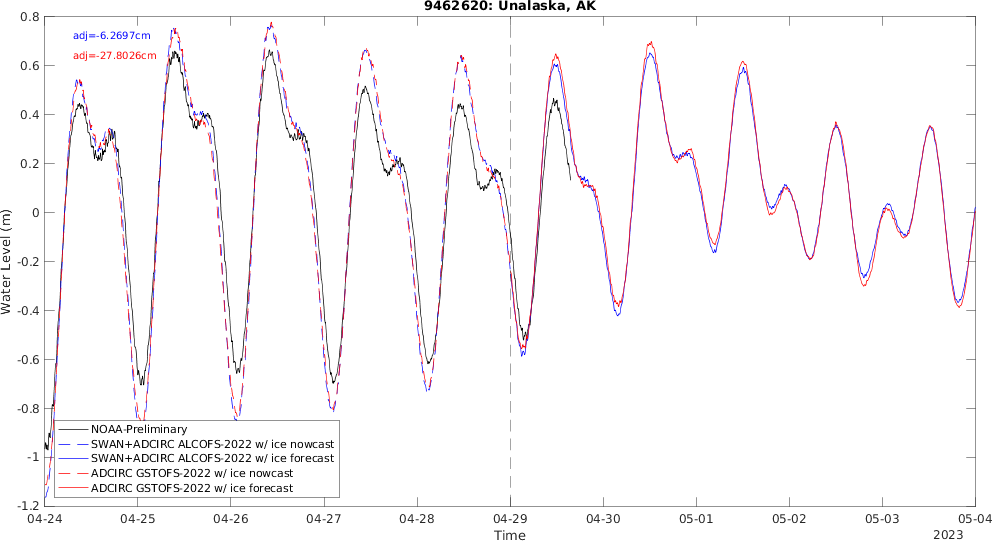 9462620: Unalaska, AK
adj=-6.2697cm
adj=-27.8026cm
Water Level (m)
0.8
0.6
0.4
0.2
0
-0.2
-0.4
-0.6
-0.8
-1
-1.2
NOAA-Preliminary
SWAN+ADCIRC ALCOFS-2022 w/ ice nowcast
SWAN+ADCIRC ALCOFS-2022 w/ ice forecast
ADCIRC GSTOFS-2022 w/ ice nowcast
ADCIRC GSTOFS-2022 w/ ice forecast
04-24 04-25 04-26 04-27 04-28 04-29 04-30 05-01 05-02 05-03 05-04
Time
2023